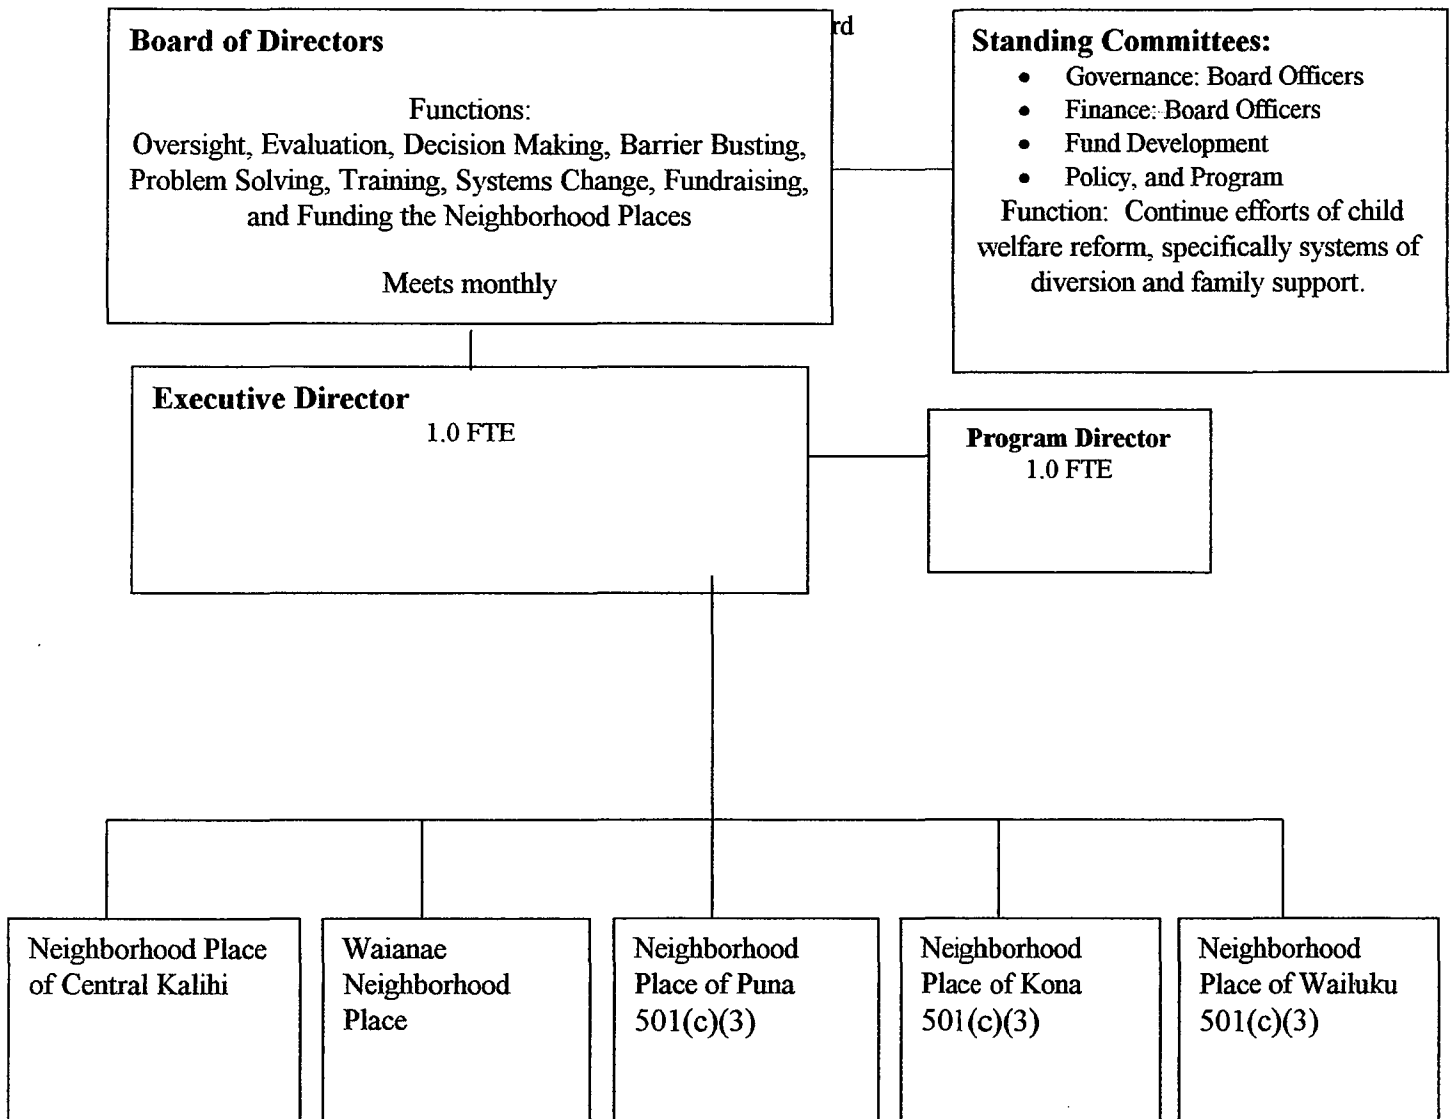 rd
Board of Directors
Functions:
Oversight, Evaluation, Decision Making, Barrier Busting,
Problem Solving, Training, Systems Change, Fundraising,
and Funding the Neighborhood Places
Meets monthly
Standing Committees:
• Governance: Board Officers
• Finance: Board Officers
• Fund Development
• Policy, and Program
Function: Continue efforts of child
welfare reform, specifically systems of
diversion and family support.
Executive Director
1.0 FTE
Program Director
1.0 FTE
Neighborhood Place
of Central Kalihi
Waianae
Neighborhood
Place
Neighborhood
Place of Puna
501(c)(3)
Neighborhood
Place of Kona
501(c)(3)
Neighborhood
Place of Wailuku
501(c)(3)